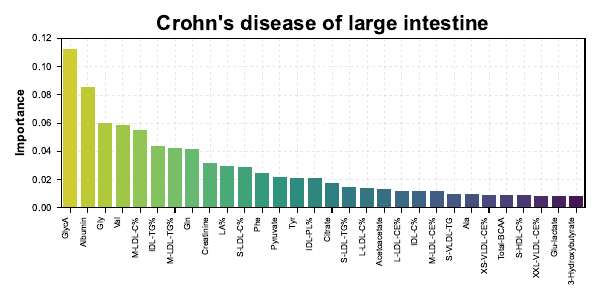 Crohn's disease of large intestine
Importance
0.12
0.10
0.08
0.06
0.04
0.02
0.00
GlycA
Albumin
Gly
Val
M-LDL-C%
IDL-TG%
M-LDL-TG%
Gln
Creatinine
LA%
S-LDL-C%
Phe
Pyruvate
Tyr
IDL-PL%
Citrate
S-LDL-TG%
L-LDL-C%
Acetoacetate
L-LDL-CE%
IDL-C%
M-LDL-CE%
S-VLDL-TG
Ala
XS-VLDL-CE%
Total-BCAA
S-HDL-C%
XXL-VLDL-CE%
Glu-lactate
3-Hydroxybutyrate